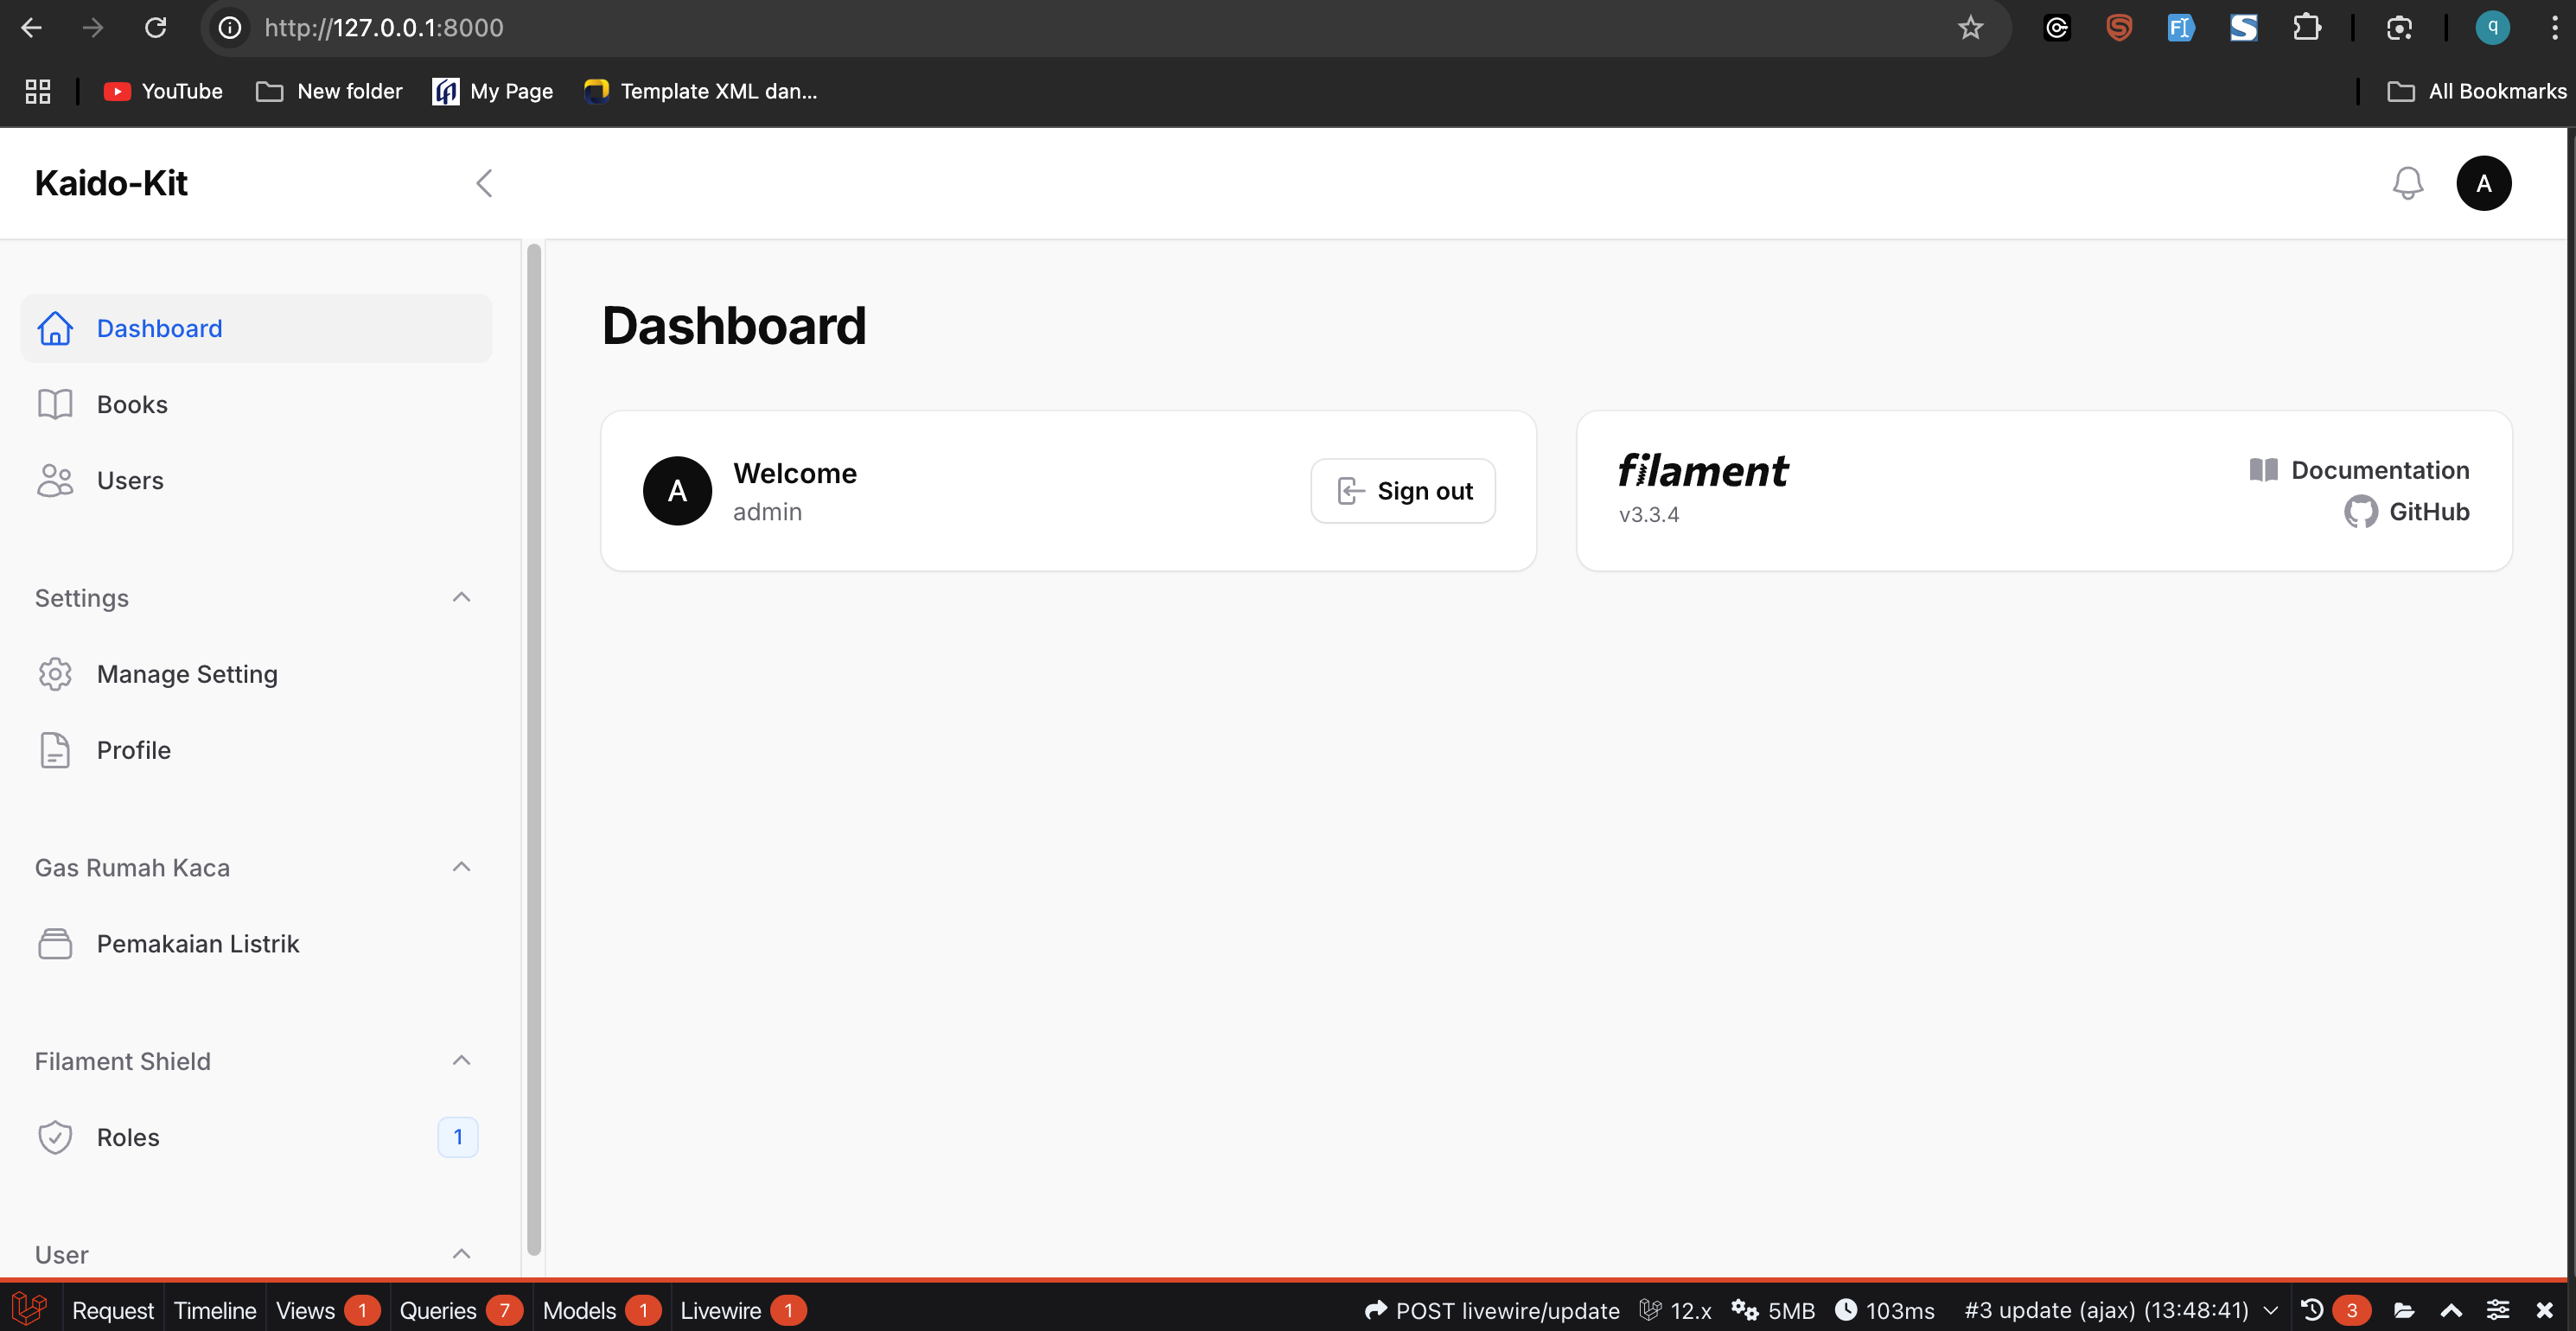 http://127.0.0.1:8000
q
YouTube
New folder
My Page
Template XML dan...
All Bookmarks
Kaido-Kit
A
Dashboard
Books
Users
Settings
Manage Setting
Profile
Gas Rumah Kaca
Pemakaian Listrik
Filament Shield
Roles 1
User
Dashboard
A
Welcome
admin
Sign out
filament
v3.3.4
Documentation
GitHub
Request Timeline Views 1 Queries 7 Models 1 Livewire 1 POST livewire/update 12.x 5MB 103ms #3 update (ajax) (13:48:41) 3